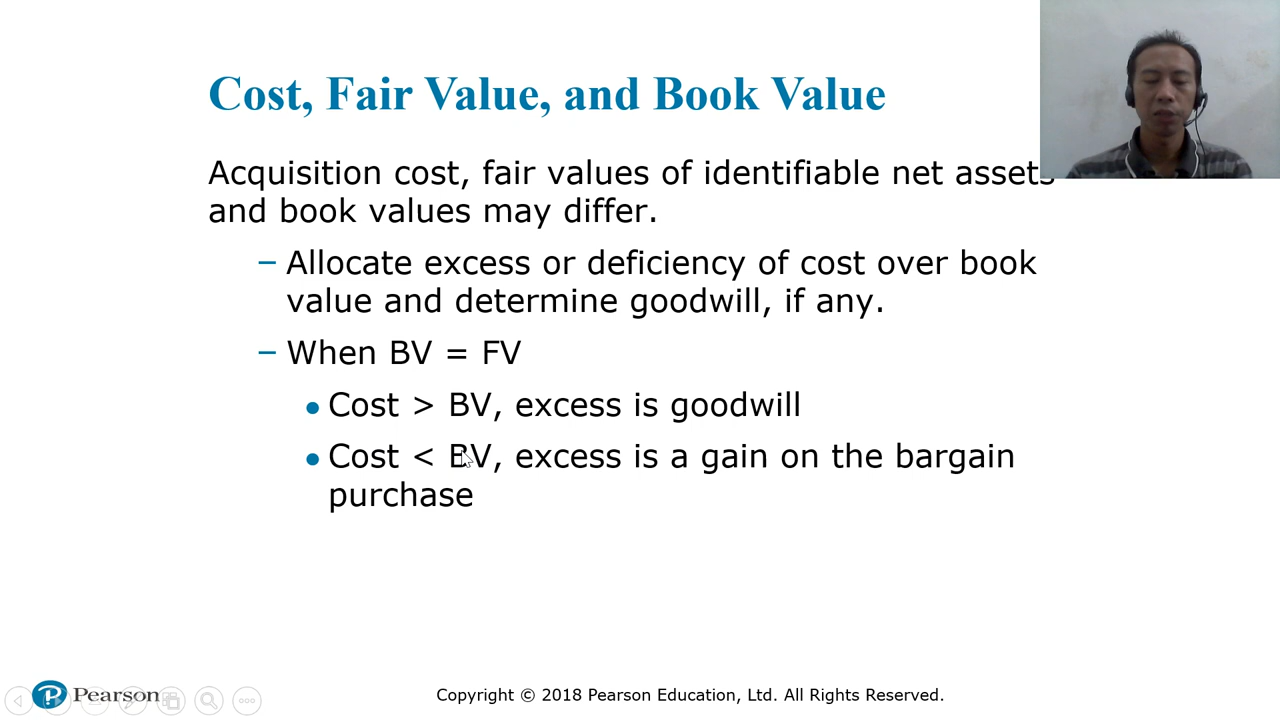 Cost, Fair Value, and Book Value
Acquisition cost, fair values of identifiable net assets
and book values may differ.
– Allocate excess or deficiency of cost over book
value and determine goodwill, if any.
– When BV = FV
• Cost > BV, excess is goodwill
• Cost < BV, excess is a gain on the bargain
purchase
Pearson
Copyright © 2018 Pearson Education, Ltd. All Rights Reserved.